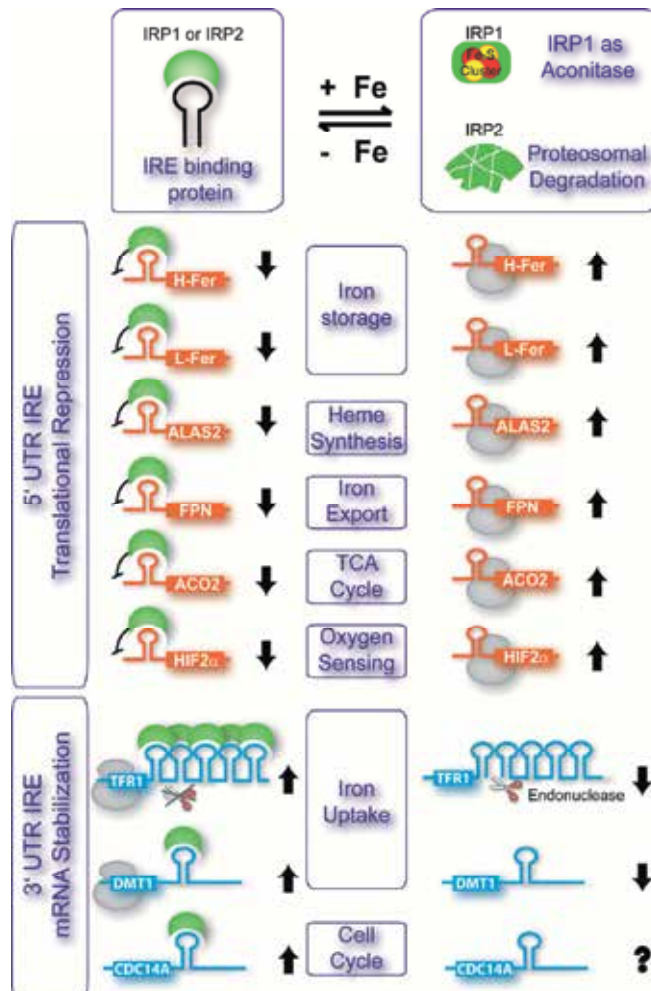 IRP1 or IRP2
IRE binding
protein
+ Fe
- Fe
IRP1
Fe-S
Cluster
IRP1 as
Aconitase
IRP2
Proteosomal
Degradation
5' UTR IRE
Translational Repression
H-Fer
Iron
storage
H-Fer
L-Fer
L-Fer
ALAS2
Heme
Synthesis
ALAS2
FPN
Iron
Export
FPN
ACO2
TCA
Cycle
ACO2
HIF2α
Oxygen
Sensing
HIF2α
3' UTR IRE
mRNA Stabilization
TFR1
Iron
Uptake
TFR1
Endonuclease
DMT1
DMT1
CDC14A
Cell
Cycle
CDC14A
?